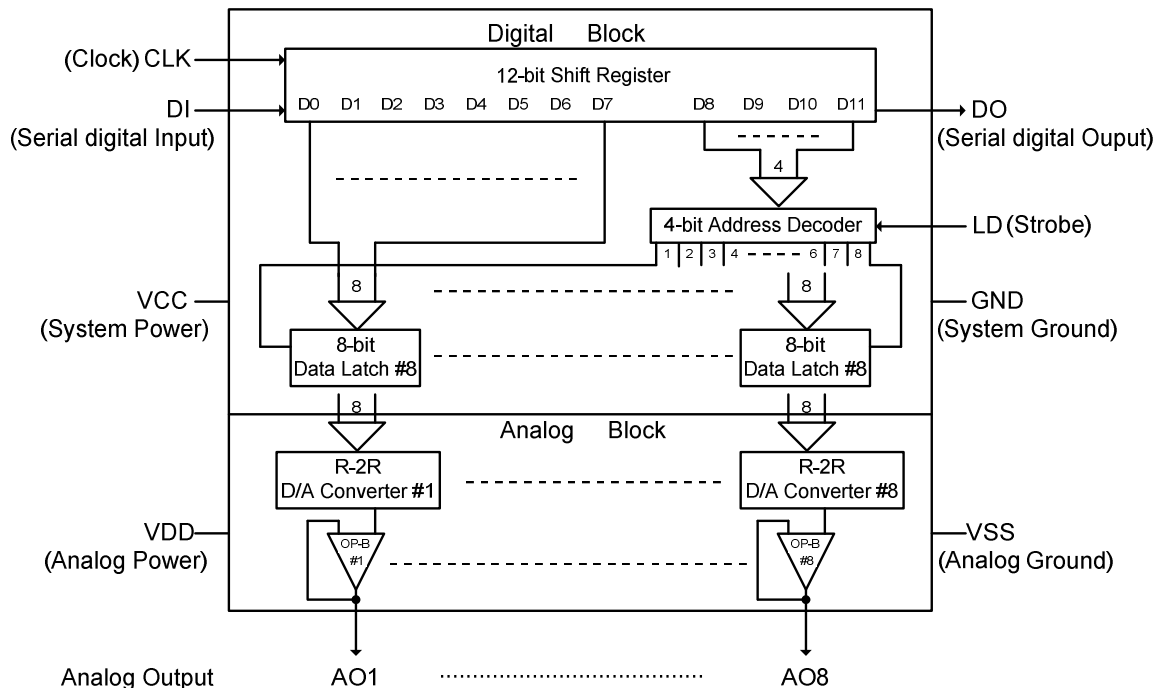 Digital Block
(Clock) CLK
12-bit Shift Register
D0 D1 D2 D3 D4 D5 D6 D7 D8 D9 D10 D11
DI
(Serial digital Input)
DO
(Serial digital Ouput)
4
4-bit Address Decoder
LD (Strobe)
1 2 3 4 6 7 8
8
8
VCC
(System Power)
GND
(System Ground)
8-bit
Data Latch #8
8-bit
Data Latch #8
8
8
Analog Block
R-2R
D/A Converter #1
R-2R
D/A Converter #8
VDD
(Analog Power)
OP-B
#1
OP-B
#8
VSS
(Analog Ground)
Analog Output AO1 AO8